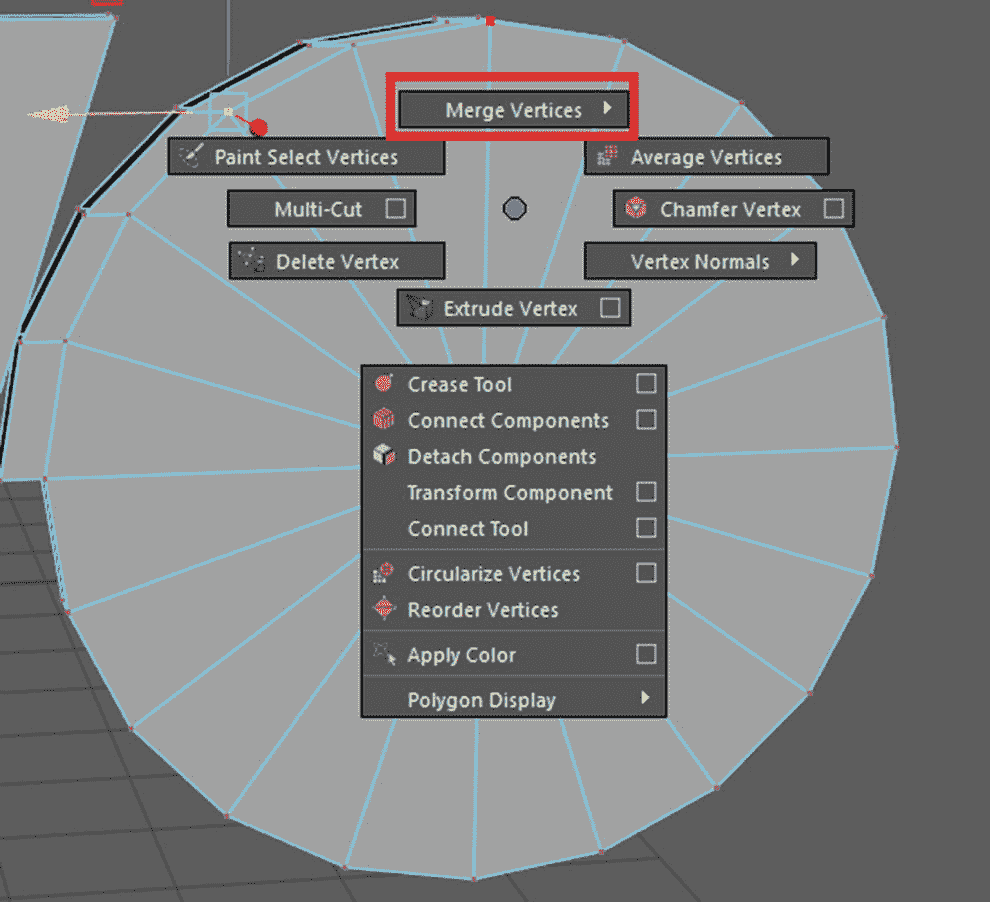 Merge Vertices
Paint Select Vertices
Average Vertices
Multi-Cut
Chamfer Vertex
Delete Vertex
Vertex Normals
Extrude Vertex
Crease Tool
Connect Components
Detach Components
Transform Component
Connect Tool
Circularize Vertices
Reorder Vertices
Apply Color
Polygon Display